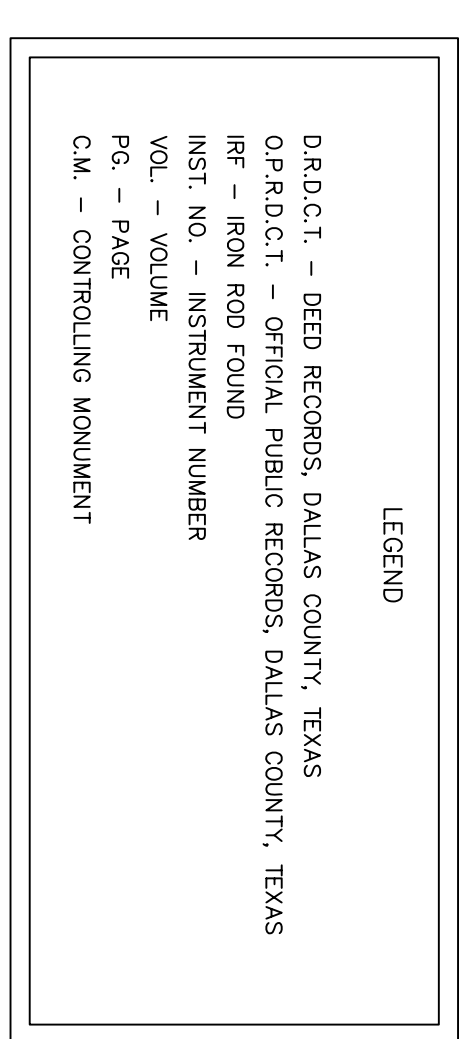 LEGEND
D.R.D.C.T. – DEED RECORDS, DALLAS COUNTY, TEXAS
O.P.R.D.C.T. – OFFICIAL PUBLIC RECORDS, DALLAS COUNTY, TEXAS
IRF – IRON ROD FOUND
INST. NO. – INSTRUMENT NUMBER
VOL. – VOLUME
PG. – PAGE
C.M. – CONTROLLING MONUMENT